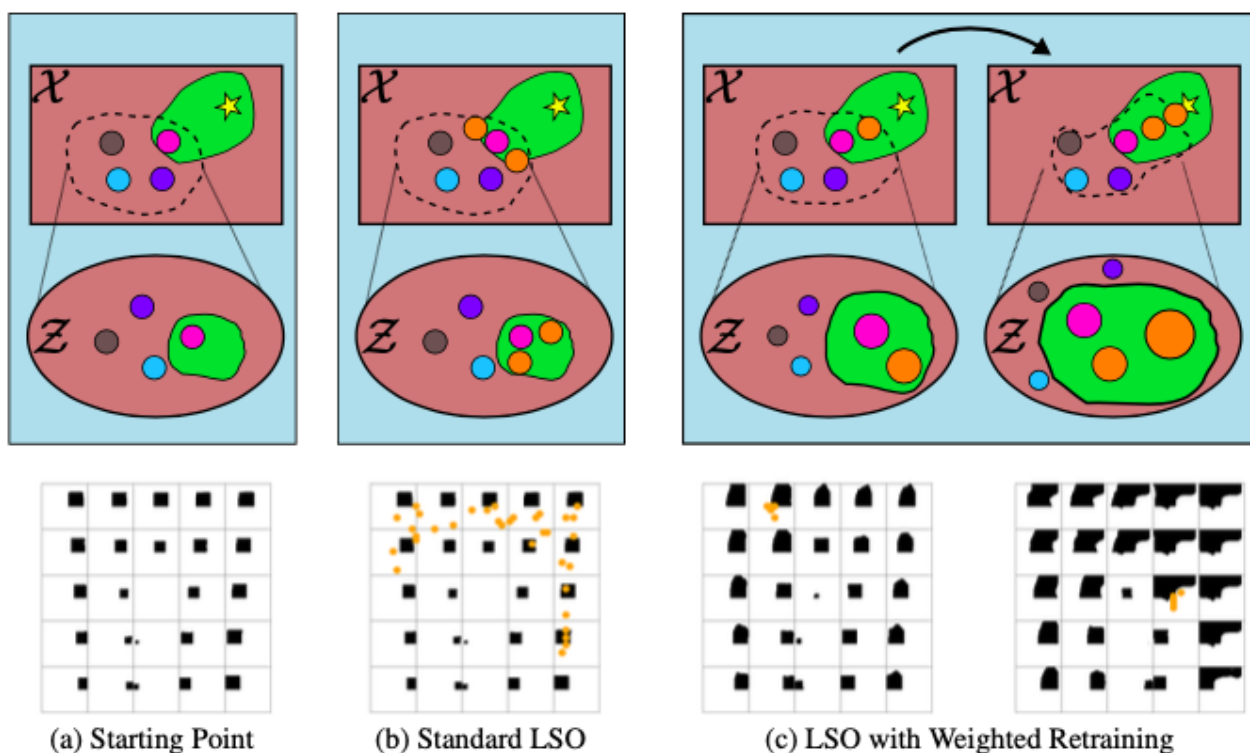 𝒳
𝒳
𝒳
𝒳
𝒵
𝒵
𝒵
𝒵
(a) Starting Point
(b) Standard LSO
(c) LSO with Weighted Retraining